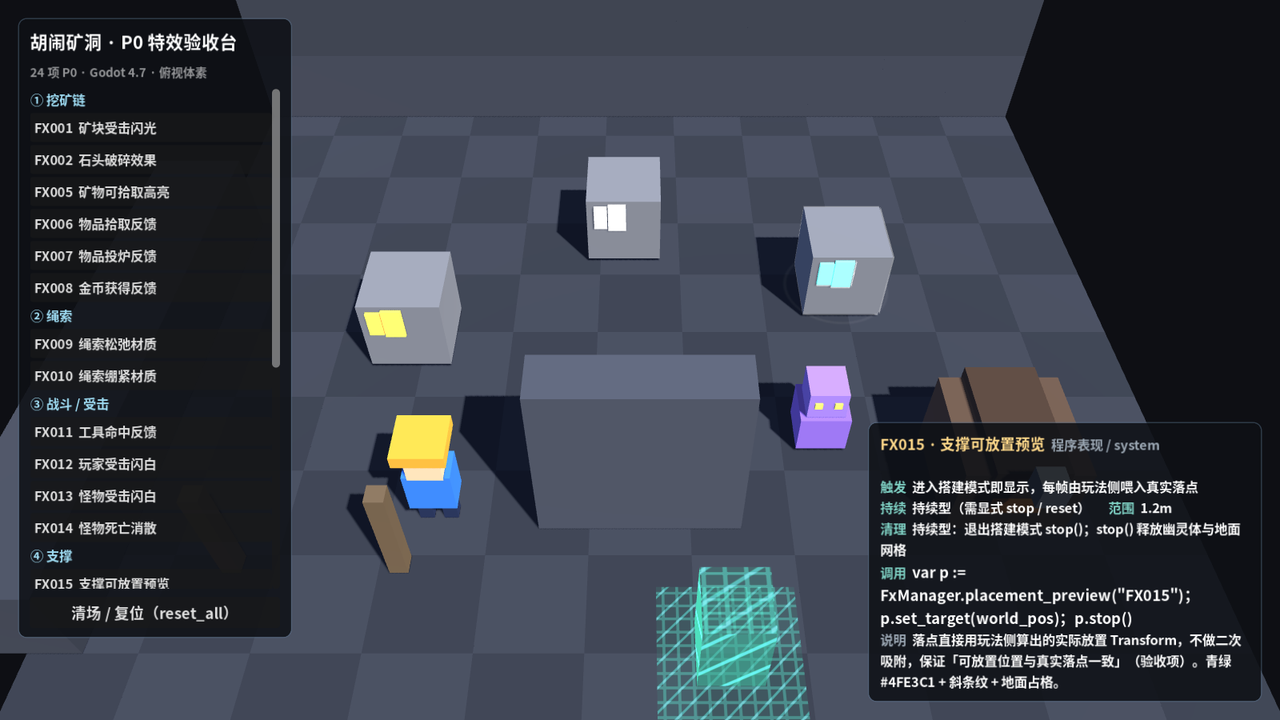 胡闹矿洞 · P0 特效验收台
24 项 P0 · Godot 4.7 · 俯视体素
① 挖矿链
FX001 矿块受击闪光
FX002 石头破碎效果
FX005 矿物可拾取高亮
FX006 物品拾取反馈
FX007 物品投炉反馈
FX008 金币获得反馈
② 绳索
FX009 绳索松弛材质
FX010 绳索绷紧材质
③ 战斗 / 受击
FX011 工具命中反馈
FX012 玩家受击闪白
FX013 怪物受击闪白
FX014 怪物死亡消散
④ 支撑
FX015 支撑可放置预览
清场 / 复位（reset_all）
FX015 · 支撑可放置预览 程序表现 / system
触发 进入搭建模式即显示，每帧由玩法侧喂入真实落点
持续 持续型（需显式 stop / reset） 范围 1.2m
清理 持续型：退出搭建模式 stop()；stop() 释放幽灵体与地面
网格
调用 var p :=
FxManager.placement_preview("FX015")；
p.set_target(world_pos)；p.stop()
说明 落点直接用玩法侧算出的实际放置 Transform，不做二次
吸附，保证「可放置位置与真实落点一致」（验收项）。青绿
#4FE3C1 + 斜条纹 + 地面占格。